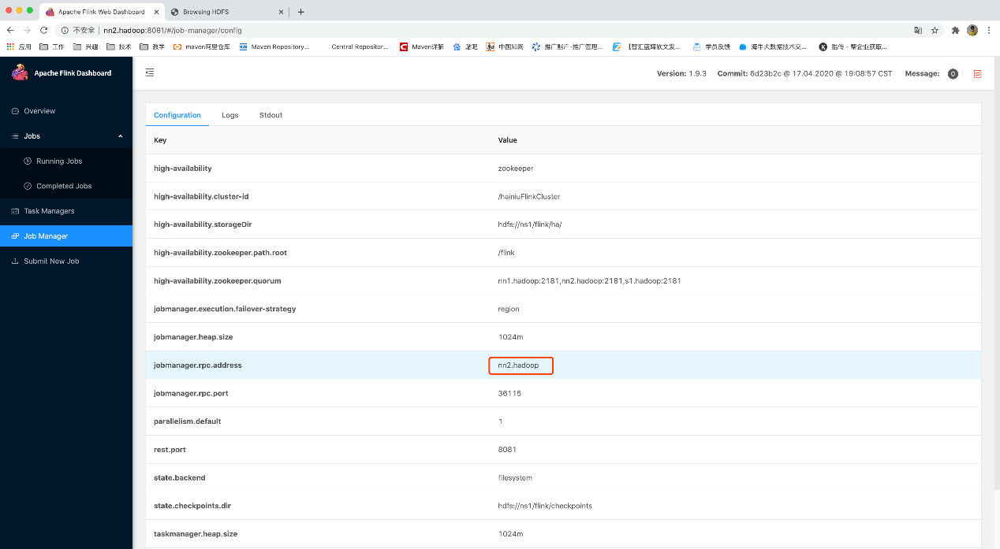 Apache Flink Web Dashboard
Browsing HDFS
不安全
nn2.hadoop:8081/#/job-manager/config
应用
工作
兴趣
技术
教学
maven阿里仓库
Maven Repository...
Central Repositor...
Maven详解
贴吧
中国知网
推广账户-推广管理...
【智汇蓝媒软文发...
学员反馈
海牛大数据技术交...
酷传 - 帮企业获取...
Apache Flink Dashboard
Version: 1.9.3
Commit: 6d23b2c @ 17.04.2020 @ 19:08:57 CST
Message: 0
Overview
Jobs
Running Jobs
Completed Jobs
Task Managers
Job Manager
Submit New Job
Configuration Logs Stdout
Key Value
high-availability zookeeper
high-availability.cluster-id /hainiuFlinkCluster
high-availability.storageDir hdfs://ns1/flink/ha/
high-availability.zookeeper.path.root /flink
high-availability.zookeeper.quorum nn1.hadoop:2181,nn2.hadoop:2181,s1.hadoop:2181
jobmanager.execution.failover-strategy region
jobmanager.heap.size 1024m
jobmanager.rpc.address nn2.hadoop
jobmanager.rpc.port 36115
parallelism.default 1
rest.port 8081
state.backend filesystem
state.checkpoints.dir hdfs://ns1/flink/checkpoints
taskmanager.heap.size 1024m